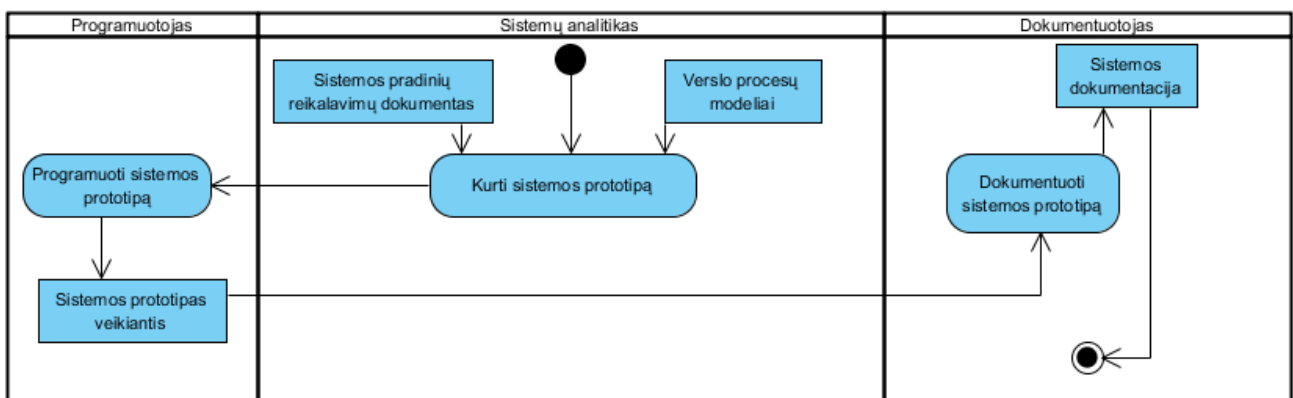 Programuotojas
Sistemų analitikas
Dokumentuotojas
Sistemos pradinių
reikalavimų dokumentas
Verslo procesų
modeliai
Sistemos
dokumentacija
Programuoti sistemos
prototipą
Kurti sistemos prototipą
Dokumentuoti
sistemos prototipą
Sistemos prototipas
veikiantis